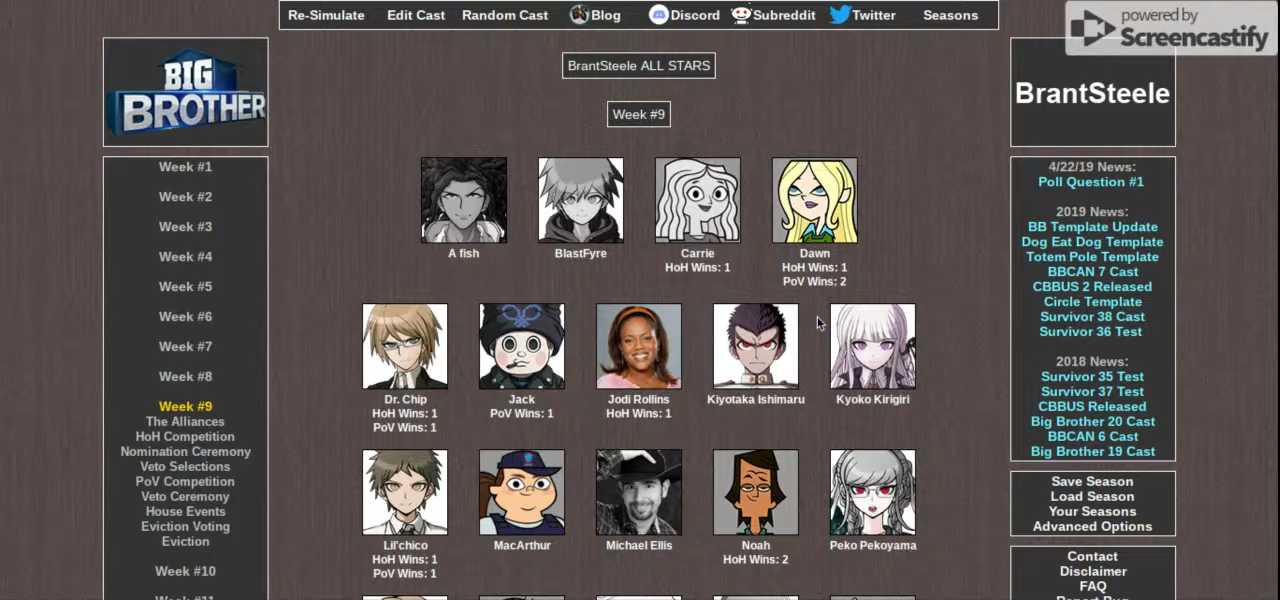 Re-Simulate Edit Cast Random Cast Blog Discord Subreddit Twitter Seasons
powered by
Screencastify
BIG
BROTHER
BrantSteele ALL STARS
BrantSteele
Week #9
Week #1
Week #2
Week #3
Week #4
Week #5
Week #6
Week #7
Week #8
Week #9
The Alliances
HoH Competition
Nomination Ceremony
Veto Selections
PoV Competition
Veto Ceremony
House Events
Eviction Voting
Eviction
Week #10
A fish BlastFyre Carrie Dawn
HoH Wins: 1 HoH Wins: 1
PoV Wins: 2
Dr. Chip Jack Jodi Rollins Kiyotaka Ishimaru Kyoko Kirigiri
HoH Wins: 1 PoV Wins: 1 HoH Wins: 1
PoV Wins: 1
Lil'chico MacArthur Michael Ellis Noah Peko Pekoyama
HoH Wins: 1 HoH Wins: 2
PoV Wins: 1
4/22/19 News:
Poll Question #1
2019 News:
BB Template Update
Dog Eat Dog Template
Totem Pole Template
BBCAN 7 Cast
CBBUS 2 Released
Circle Template
Survivor 38 Cast
Survivor 36 Test
2018 News:
Survivor 35 Test
Survivor 37 Test
CBBUS Released
Big Brother 20 Cast
BBCAN 6 Cast
Big Brother 19 Cast
Save Season
Load Season
Your Seasons
Advanced Options
Contact
Disclaimer
FAQ